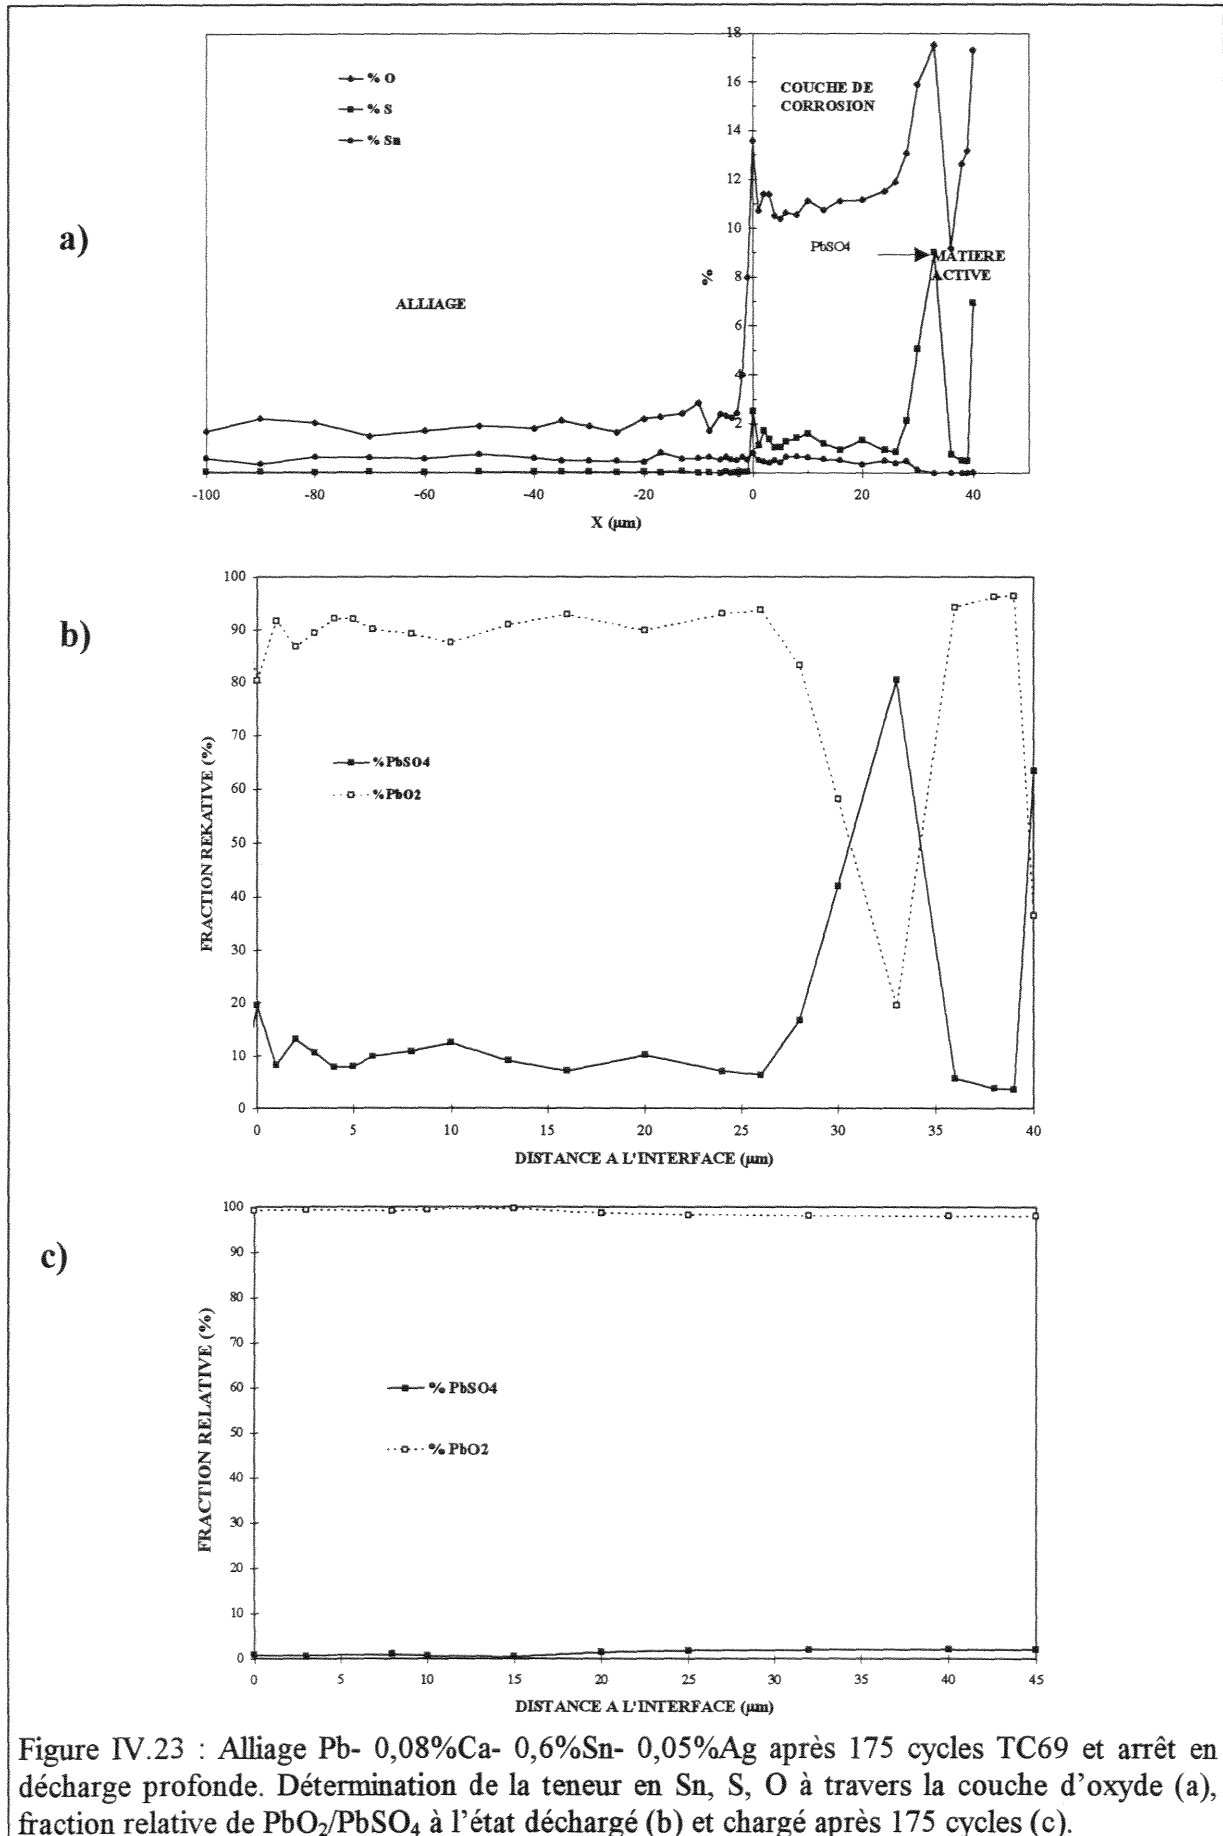 a)
18
16
14
12
10
8
6
4
2
%
% O
% S
% Sn
COUCHE DE
CORROSION
PbSO4
MATIERE
ACTIVE
ALLIAGE
-100 -80 -60 -40 -20 0 20 40
X (µm)
b)
100
90
80
70
60
50
40
30
20
10
0
FRACTION REKATIVE (%)
%PbSO4
%PbO2
0 5 10 15 20 25 30 35 40
DISTANCE A L'INTERFACE (µm)
c)
100
90
80
70
60
50
40
30
20
10
0
FRACTION RELATIVE (%)
% PbSO4
% PbO2
0 5 10 15 20 25 30 35 40 45
DISTANCE A L'INTERFACE (µm)
Figure IV.23 : Alliage Pb- 0,08%Ca- 0,6%Sn- 0,05%Ag après 175 cycles TC69 et arrêt en
décharge profonde. Détermination de la teneur en Sn, S, O à travers la couche d'oxyde (a),
fraction relative de PbO₂/PbSO₄ à l'état déchargé (b) et chargé après 175 cycles (c).